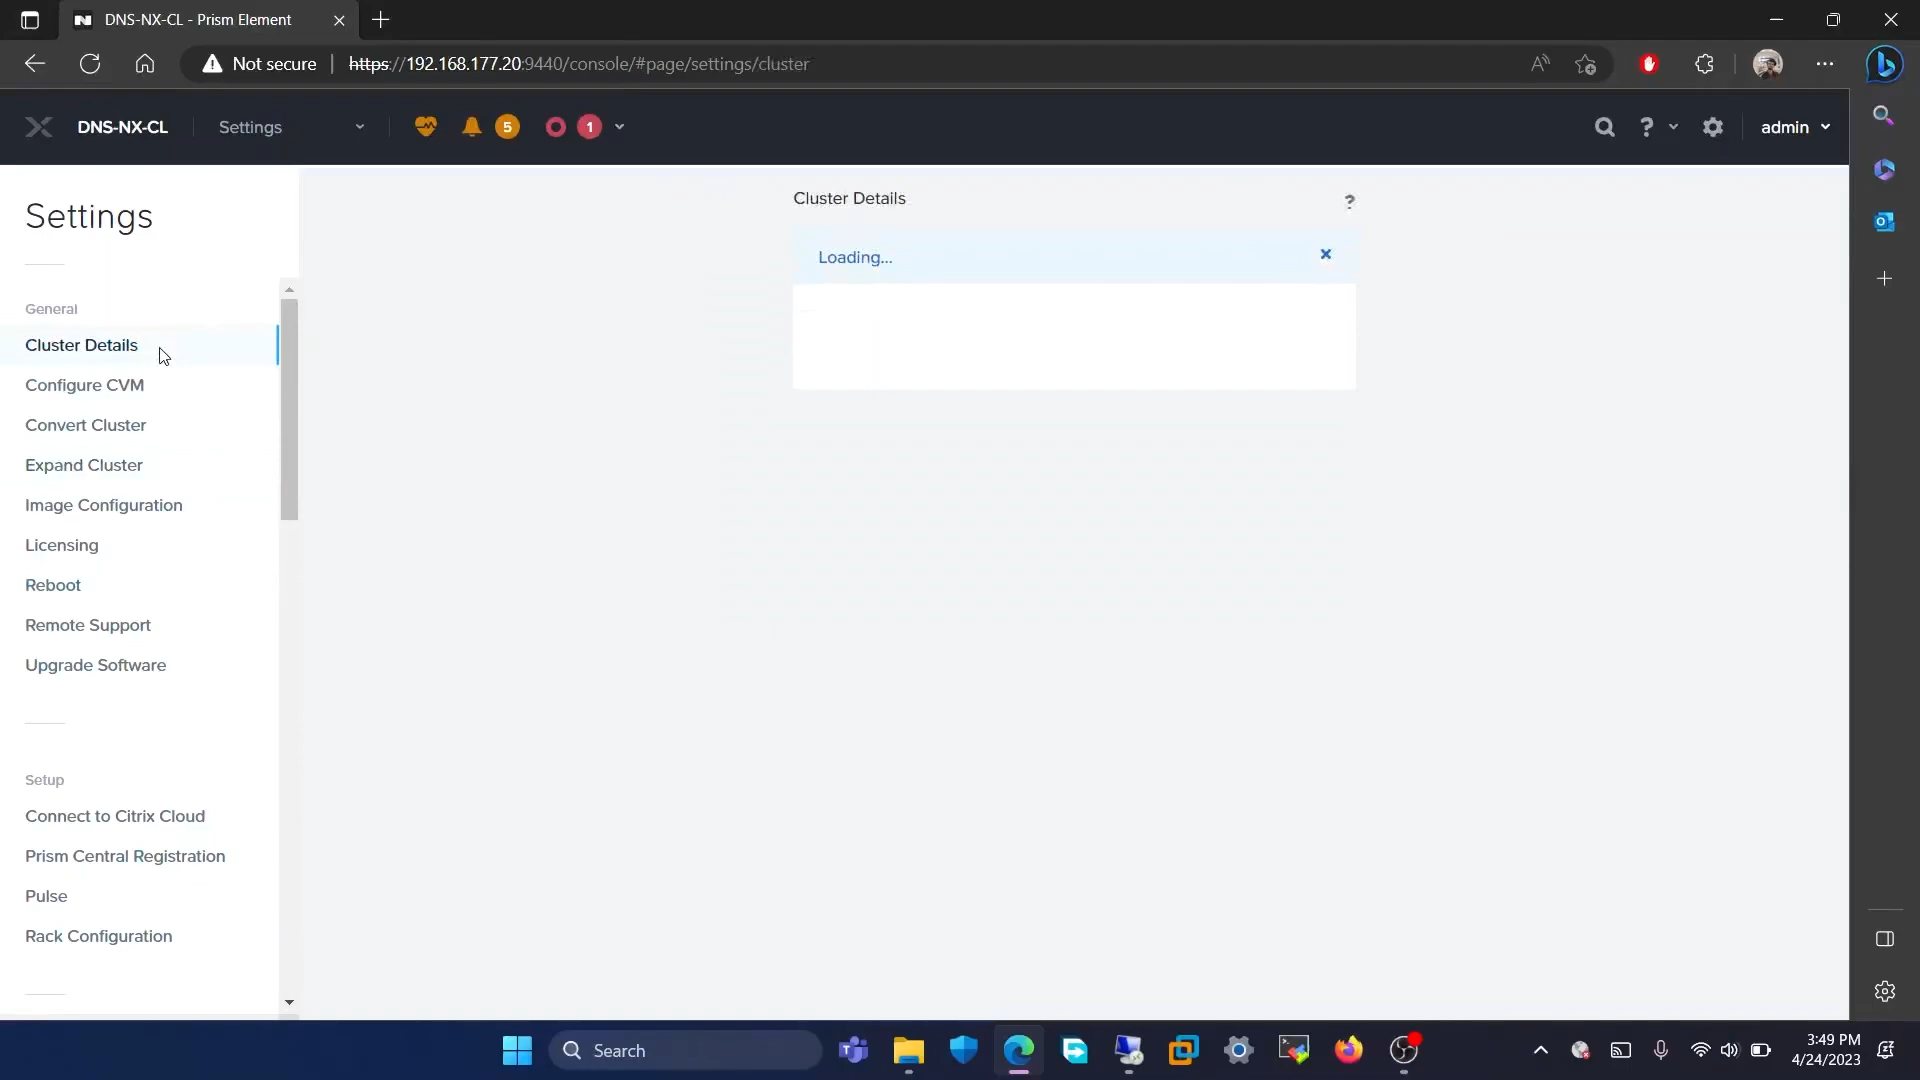 DNS-NX-CL - Prism Element
Not secure
https://192.168.177.20:9440/console/#page/settings/cluster
DNS-NX-CL
Settings
5
1
?
admin
Settings
General
Cluster Details
Configure CVM
Convert Cluster
Expand Cluster
Image Configuration
Licensing
Reboot
Remote Support
Upgrade Software
Setup
Connect to Citrix Cloud
Prism Central Registration
Pulse
Rack Configuration
Cluster Details
?
Loading...
Search
3:49 PM
4/24/2023